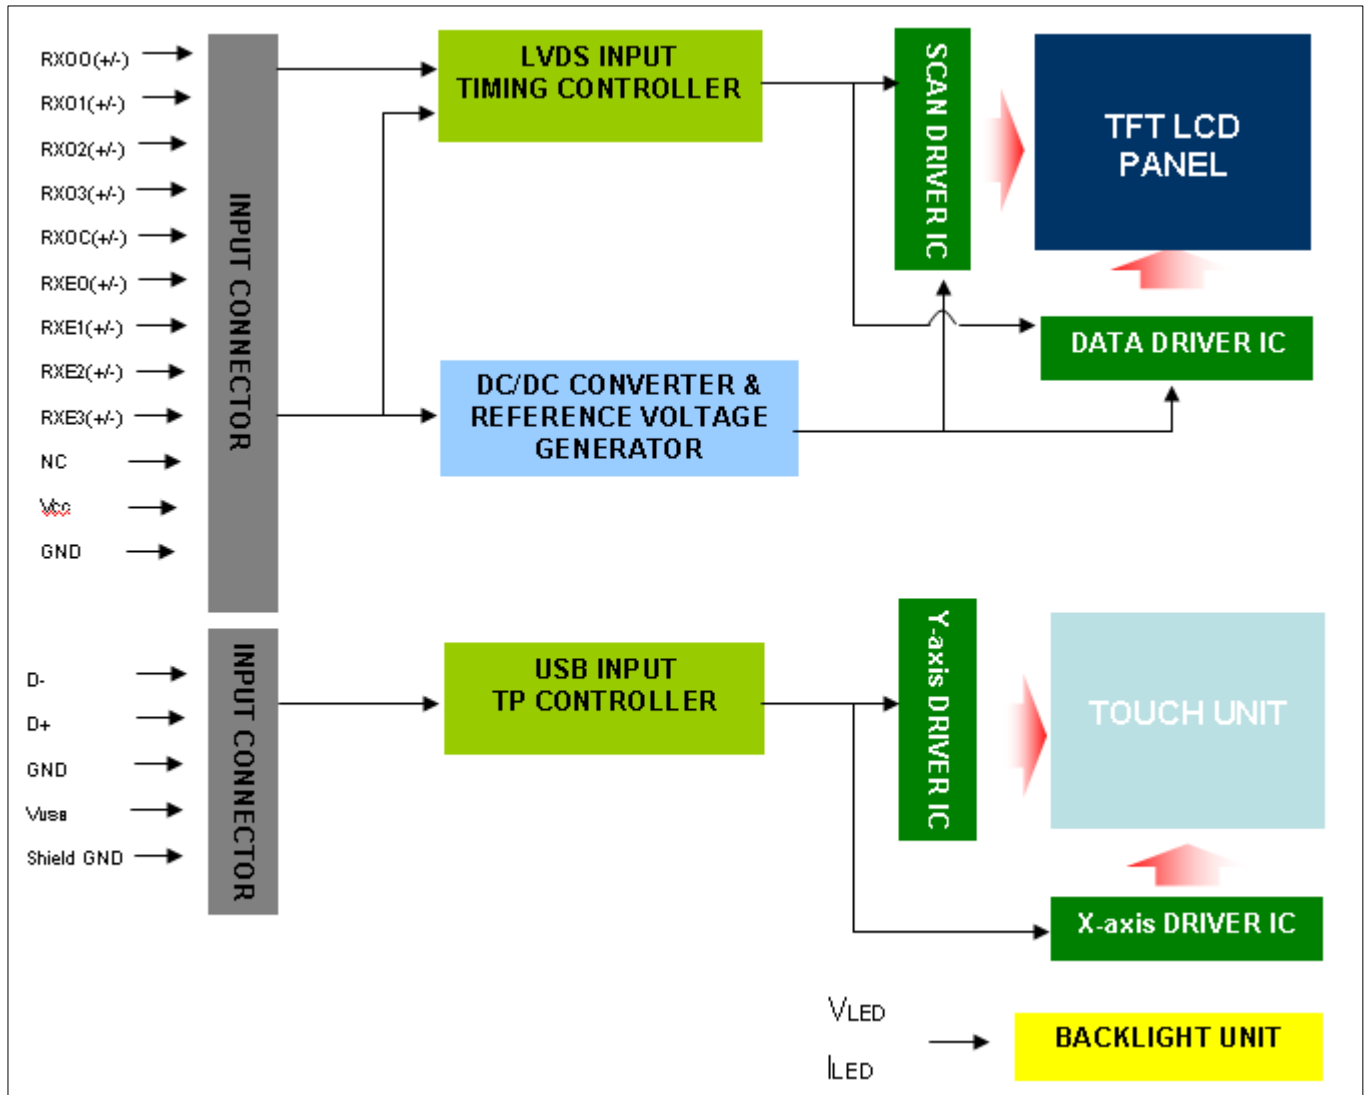 RXO0(+/-)
RXO1(+/-)
RXO2(+/-)
RXO3(+/-)
RXOC(+/-)
RXE0(+/-)
RXE1(+/-)
RXE2(+/-)
RXE3(+/-)
NC
Vcc
GND
INPUT CONNECTOR
LVDS INPUT
TIMING CONTROLLER
DC/DC CONVERTER &
REFERENCE VOLTAGE
GENERATOR
SCAN DRIVER IC
TFT LCD
PANEL
DATA DRIVER IC
D-
D+
GND
VUSB
Shield GND
INPUT CONNECTOR
USB INPUT
TP CONTROLLER
Y-axis DRIVER IC
TOUCH UNIT
X-axis DRIVER IC
VLED
ILED
BACKLIGHT UNIT